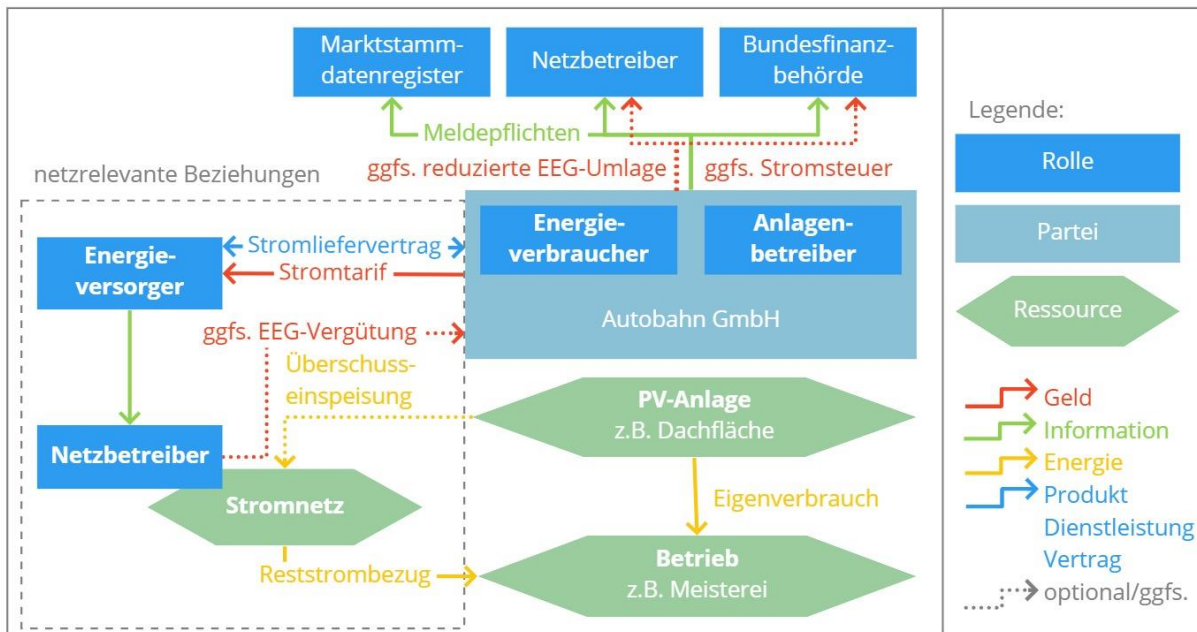 Marktstamm-
datenregister
Netzbetreiber
Bundesfinanz-
behörde
Meldepflichten
ggfs. reduzierte EEG-Umlage
ggfs. Stromsteuer
netzrelevante Beziehungen
Energie-
versorger
Stromliefervertrag
Stromtarif
Energie-
verbraucher
Anlagen-
betreiber
Autobahn GmbH
ggfs. EEG-Vergütung
Überschuss-
einspeisung
PV-Anlage
z.B. Dachfläche
Netzbetreiber
Stromnetz
Eigenverbrauch
Reststrombezug
Betrieb
z.B. Meisterei
Legende:
Rolle
Partei
Ressource
Geld
Information
Energie
Produkt
Dienstleistung
Vertrag
optional/ggfs.